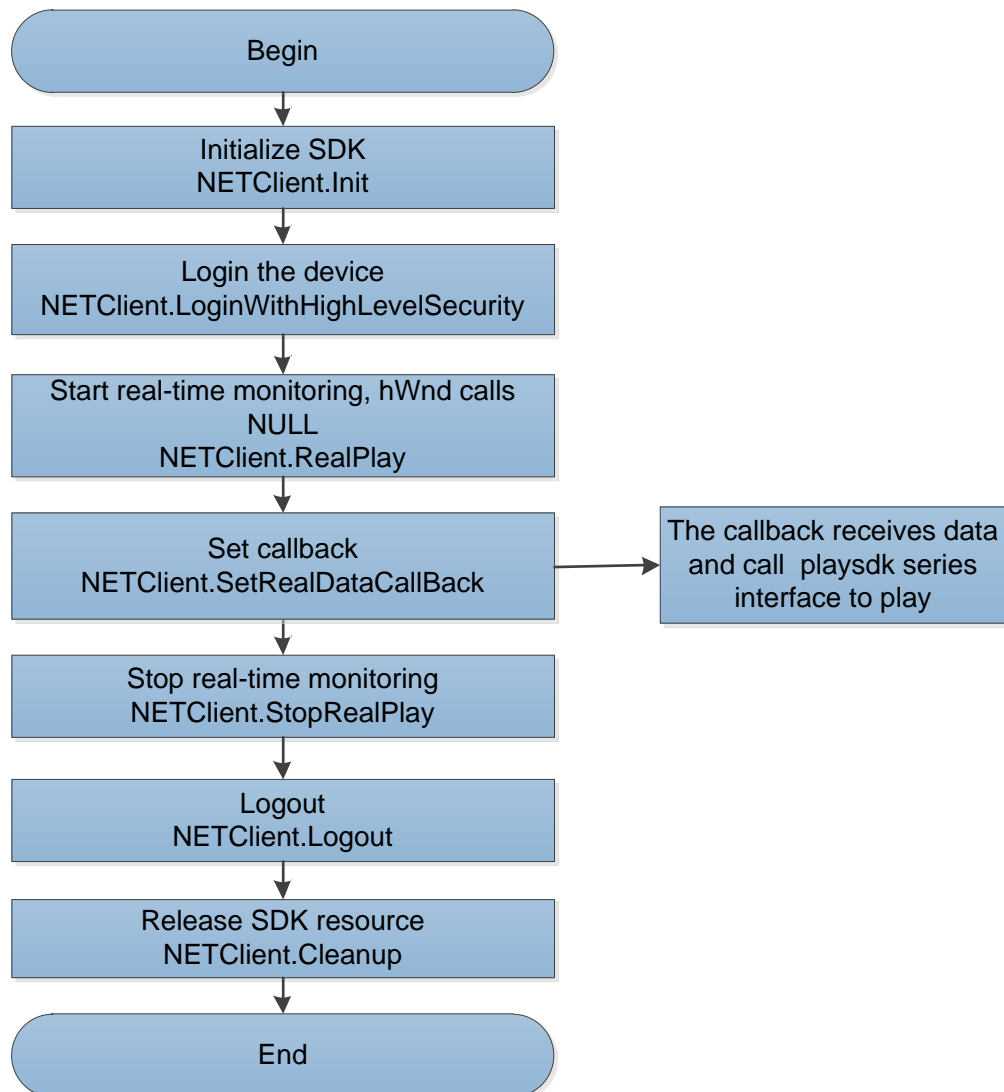 Begin
Initialize SDK
NETClient.Init
Login the device
NETClient.LoginWithHighLevelSecurity
Start real-time monitoring, hWnd calls
NULL
NETClient.RealPlay
Set callback
NETClient.SetRealDataCallBack
The callback receives data
and call  playsdk series
interface to play
Stop real-time monitoring
NETClient.StopRealPlay
Logout
NETClient.Logout
Release SDK resource
NETClient.Cleanup
End